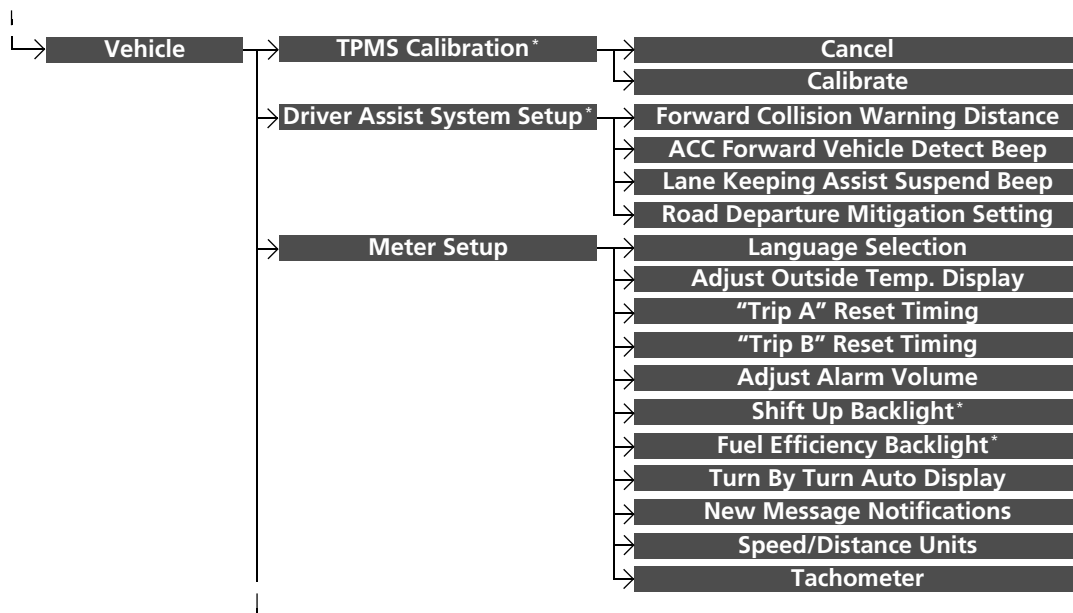 Vehicle
TPMS Calibration*
Cancel
Calibrate
Driver Assist System Setup*
Forward Collision Warning Distance
ACC Forward Vehicle Detect Beep
Lane Keeping Assist Suspend Beep
Road Departure Mitigation Setting
Meter Setup
Language Selection
Adjust Outside Temp. Display
“Trip A” Reset Timing
“Trip B” Reset Timing
Adjust Alarm Volume
Shift Up Backlight*
Fuel Efficiency Backlight*
Turn By Turn Auto Display
New Message Notifications
Speed/Distance Units
Tachometer